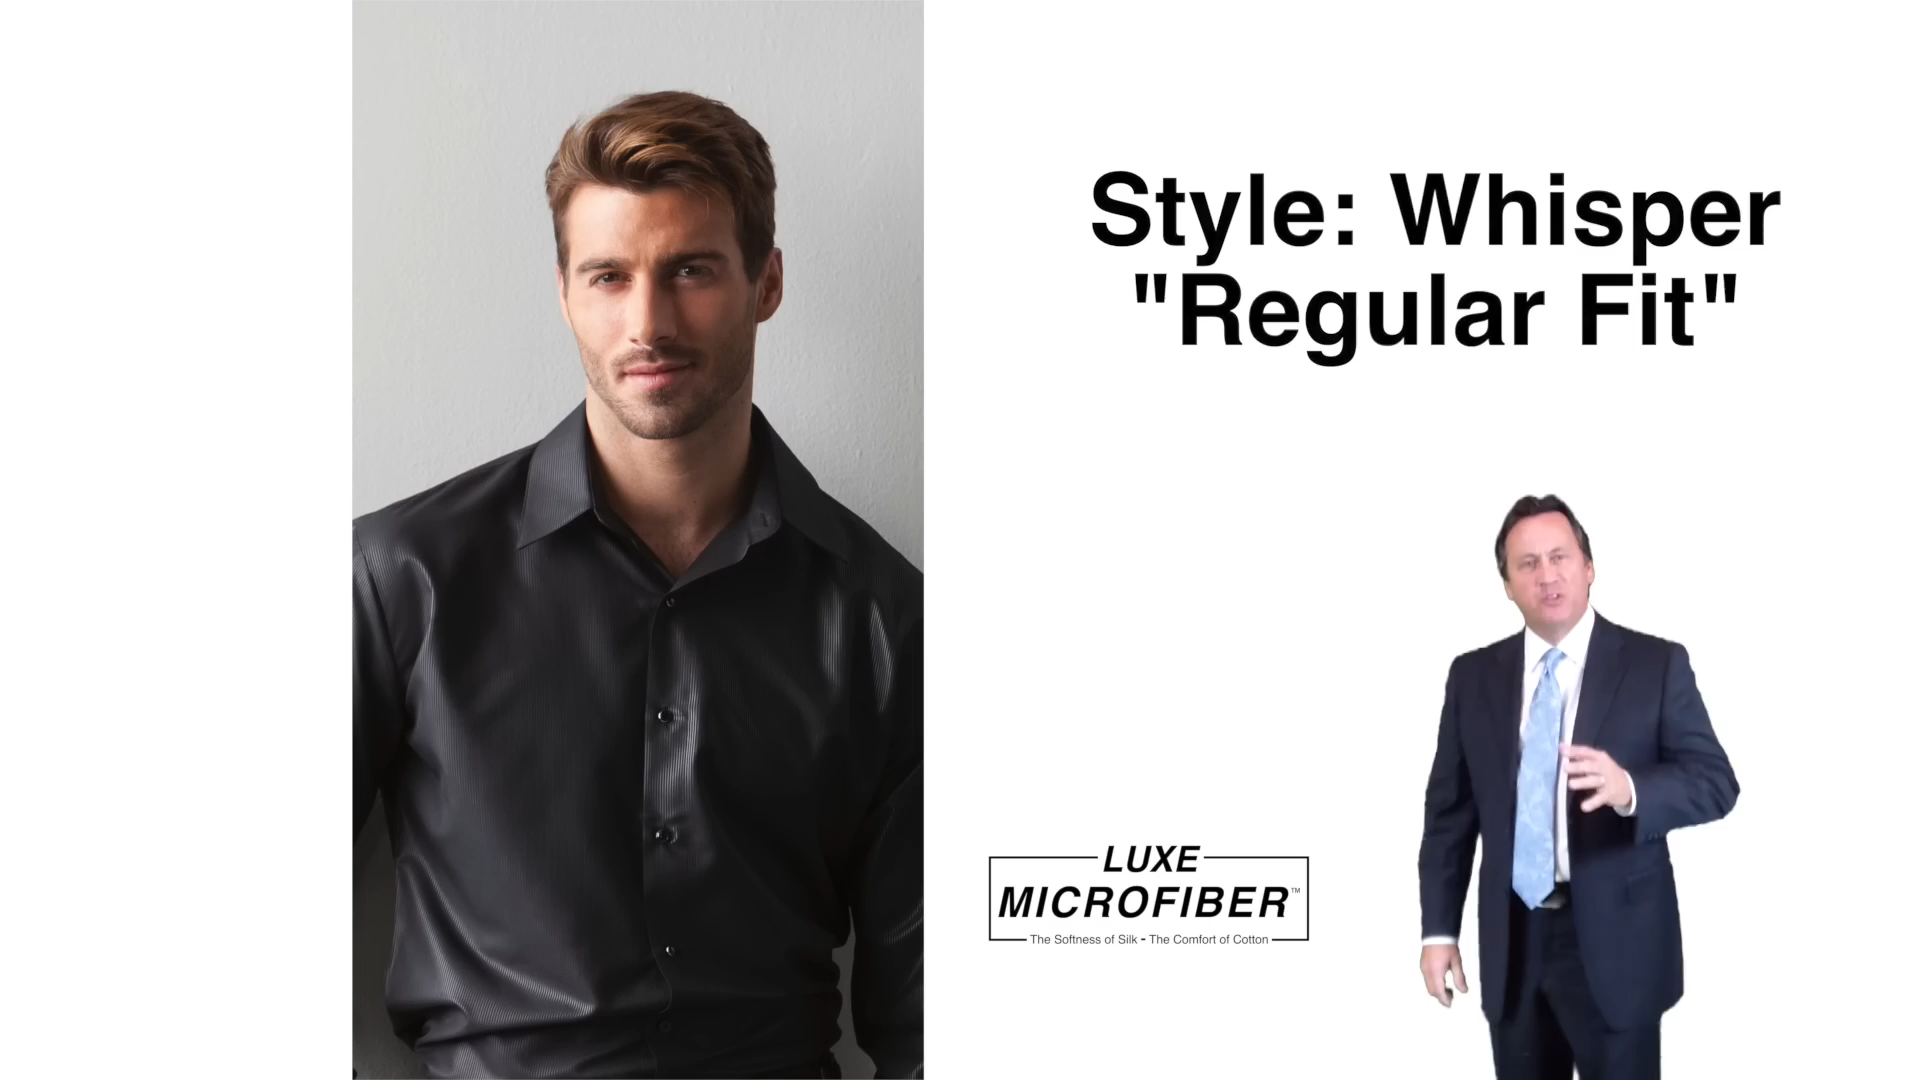 Style: Whisper
"Regular Fit"
LUXE
MICROFIBER™
The Softness of Silk - The Comfort of Cotton